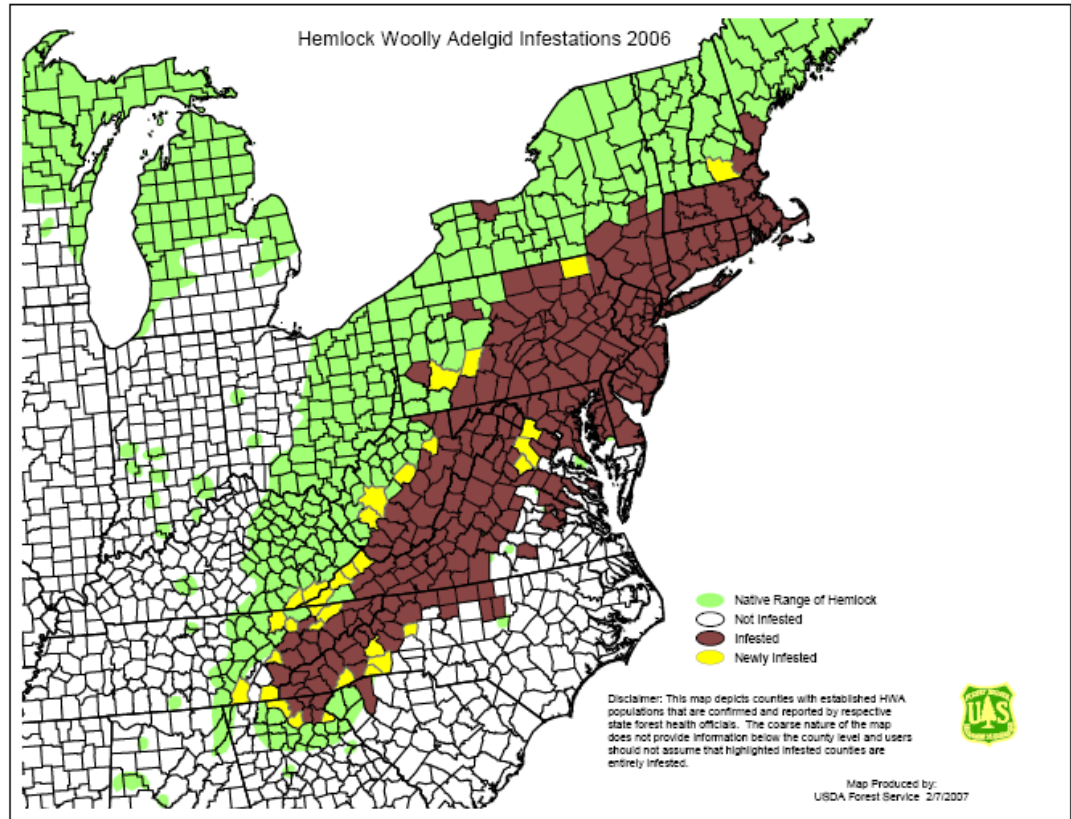 Hemlock Woolly Adelgid Infestations 2006
Native Range of Hemlock
Not Infested
Infested
Newly Infested
Disclaimer: This map depicts counties with established HWA
populations that are confirmed and reported by respective
state forest health officials. The coarse nature of the map
does not provide information below the county level and users
should not assume that highlighted infested counties are
entirely infested.
UAS
Map Produced by:
USDA Forest Service 2/7/2007